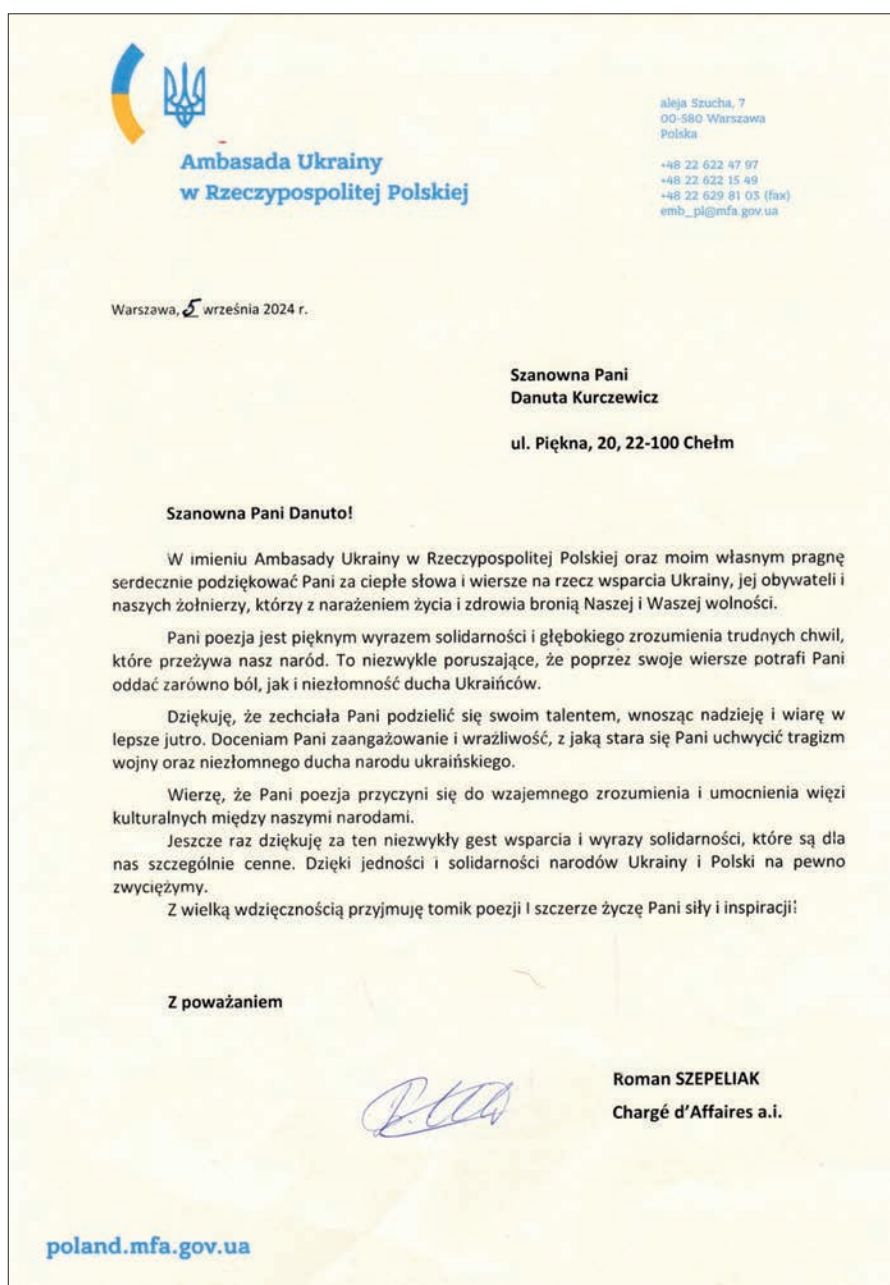 Ambasada Ukrainy
w Rzeczypospolitej Polskiej
aleja Szucha, 7
00-580 Warszawa
Polska
+48 22 622 47 97
+48 22 622 15 49
+48 22 629 81 03 (fax)
emb_pl@mfa.gov.ua
Warszawa, 5 września 2024 r.
Szanowna Pani
Danuta Kurczewicz
ul. Piękna, 20, 22-100 Chełm
Szanowna Pani Danuto!
W imieniu Ambasady Ukrainy w Rzeczypospolitej Polskiej oraz moim własnym pragnę
serdecznie podziękować Pani za ciepłe słowa i wiersze na rzecz wsparcia Ukrainy, jej obywateli i
naszych żołnierzy, którzy z narażeniem życia i zdrowia bronią Naszej i Waszej wolności.
Pani poezja jest pięknym wyrazem solidarności i głębokiego zrozumienia trudnych chwil,
które przeżywa nasz naród. To niezwykle poruszające, że poprzez swoje wiersze potrafi Pani
oddać zarówno ból, jak i niezłomność ducha Ukraińców.
Dziękuję, że zechciała Pani podzielić się swoim talentem, wnosząc nadzieję i wiarę w
lepsze jutro. Doceniam Pani zaangażowanie i wrażliwość, z jaką stara się Pani uchwycić tragizm
wojny oraz niezłomnego ducha narodu ukraińskiego.
Wierzę, że Pani poezja przyczyni się do wzajemnego zrozumienia i umocnienia więzi
kulturalnych między naszymi narodami.
Jeszcze raz dziękuję za ten niezwykły gest wsparcia i wyrazy solidarności, które są dla
nas szczególnie cenne. Dzięki jedności i solidarności narodów Ukrainy i Polski na pewno
zwyciężymy.
Z wielką wdzięcznością przyjmuję tomik poezji I szczerze życzę Pani siły i inspiracji!
Z poważaniem
Roman SZEPELIAK
Chargé d'Affaires a.i.
poland.mfa.gov.ua